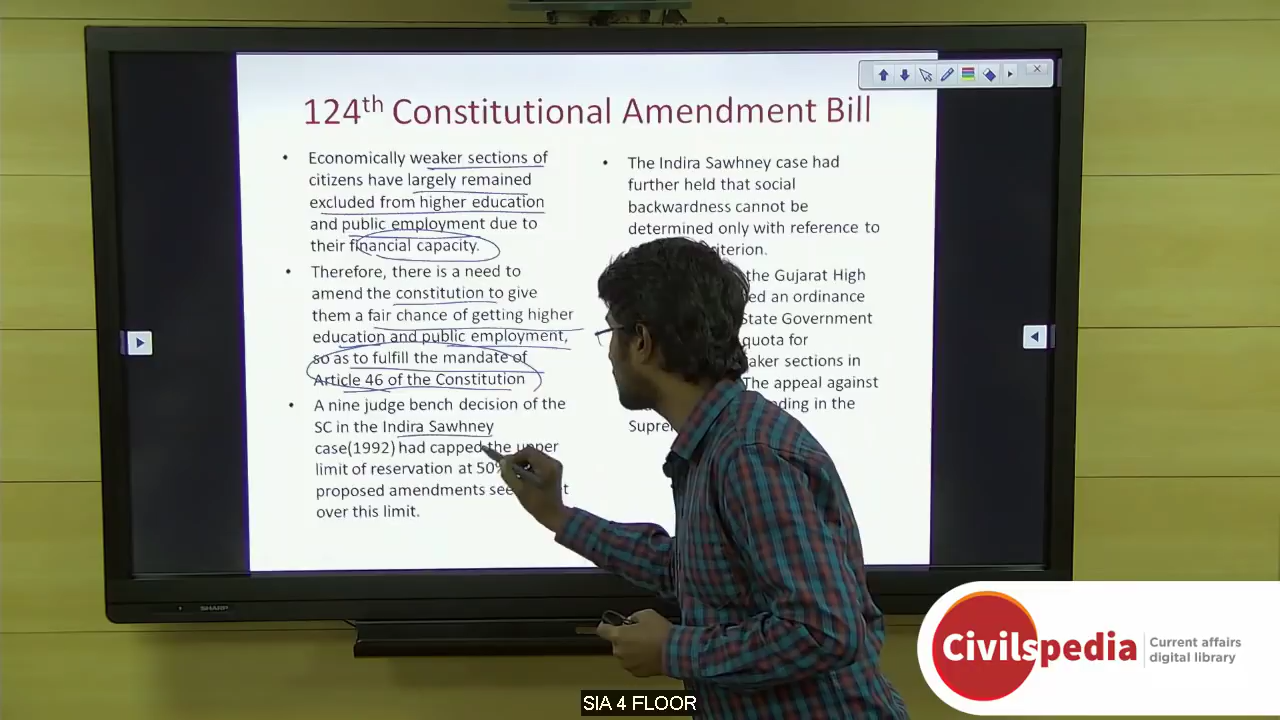 124th Constitutional Amendment Bill
• Economically weaker sections of
citizens have largely remained
excluded from higher education
and public employment due to
their financial capacity.
• Therefore, there is a need to
amend the constitution to give
them a fair chance of getting higher
education and public employment,
so as to fulfill the mandate of
Article 46 of the Constitution
• A nine judge bench decision of the
SC in the Indira Sawhney
case(1992) had capped the upper
limit of reservation at 50%
proposed amendments
over this limit.
• The Indira Sawhney case had
further held that social
backwardness cannot be
determined only with reference to
the Gujarat High
an ordinance
State Government
quota for
sections in
The appeal against
in the
SHARP
Civilspedia
Current affairs
digital library
SIA 4 FLOOR